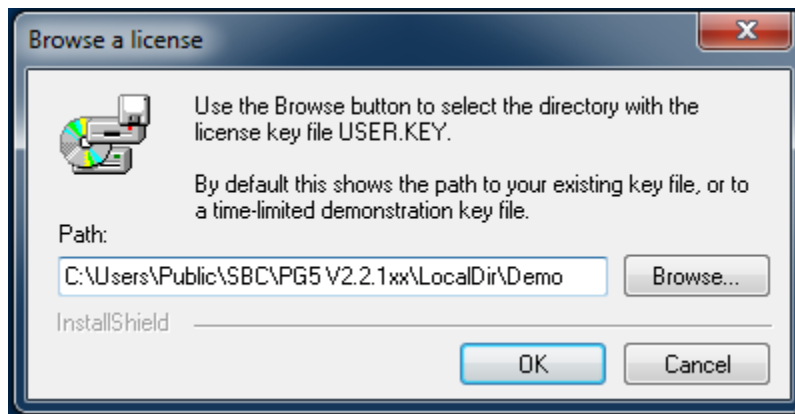 Browse a license
Use the Browse button to select the directory with the
license key file USER.KEY.
By default this shows the path to your existing key file, or to
a time-limited demonstration key file.
Path:
C:\Users\Public\SBC\PG5 V2.2.1xx\LocalDir\Demo
Browse...
InstallShield
OK
Cancel